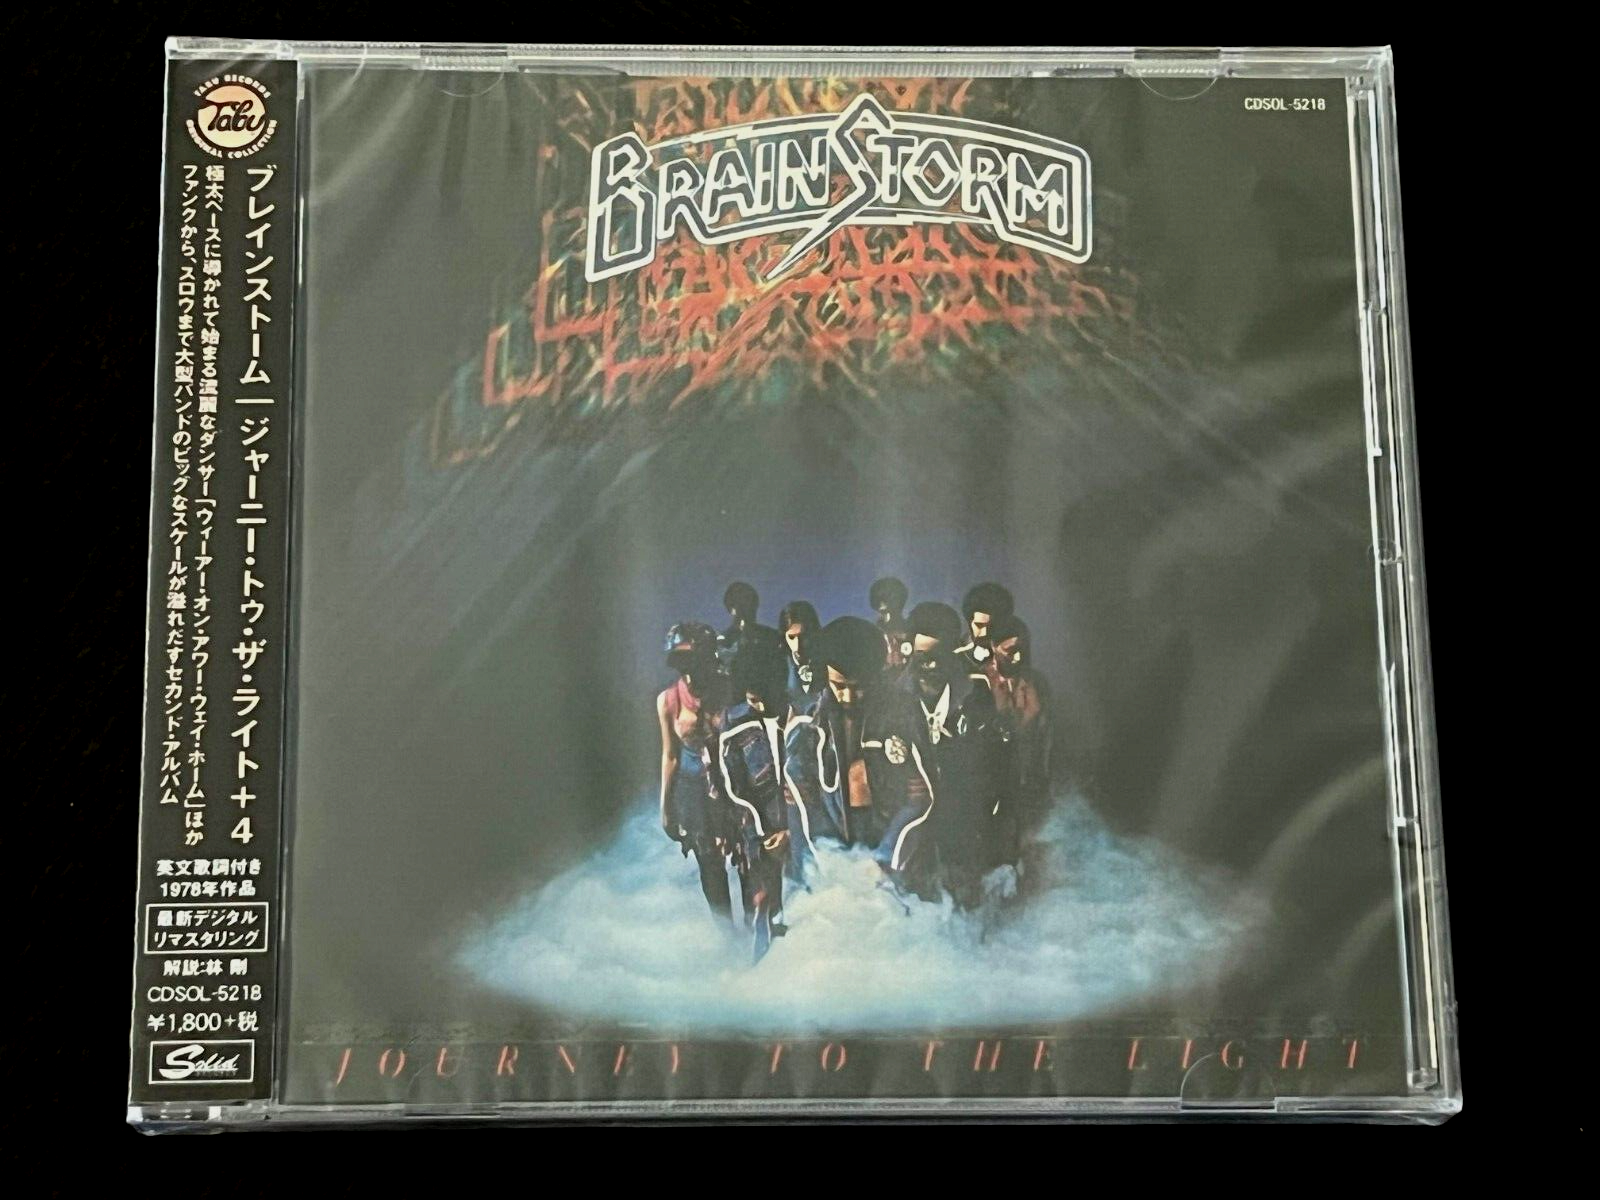 TABU RECORDS
Tabu
ORIGINAL COLLECTION
ブレインストーム｜ジャーニー・トゥ・ザ・ライト＋4
極太ベースに導かれて始まる流麗なダンサー「ウィーアー・オン・アワー・ウェイ・ホーム」ほか
ファンクから、スロウまで大型バンドのビッグなスケールが溢れだすセカンド・アルバム
英文歌詞付き
1978年作品
最新デジタル
リマスタリング
解説:林 剛
CDSOL-5218
¥1,800+税
Solid
RECORDS
CDSOL-5218
BRAINSTORM
JOURNEY TO THE LIGHT